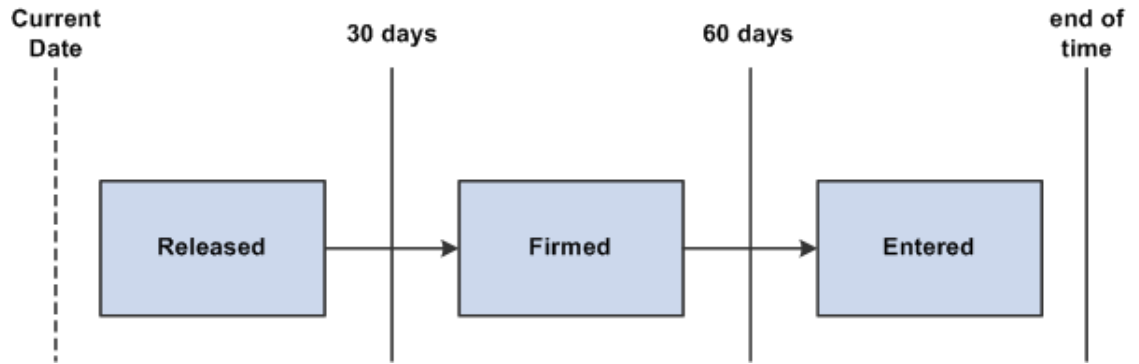 Current
Date
30 days
60 days
end of
time
Released
Firmed
Entered